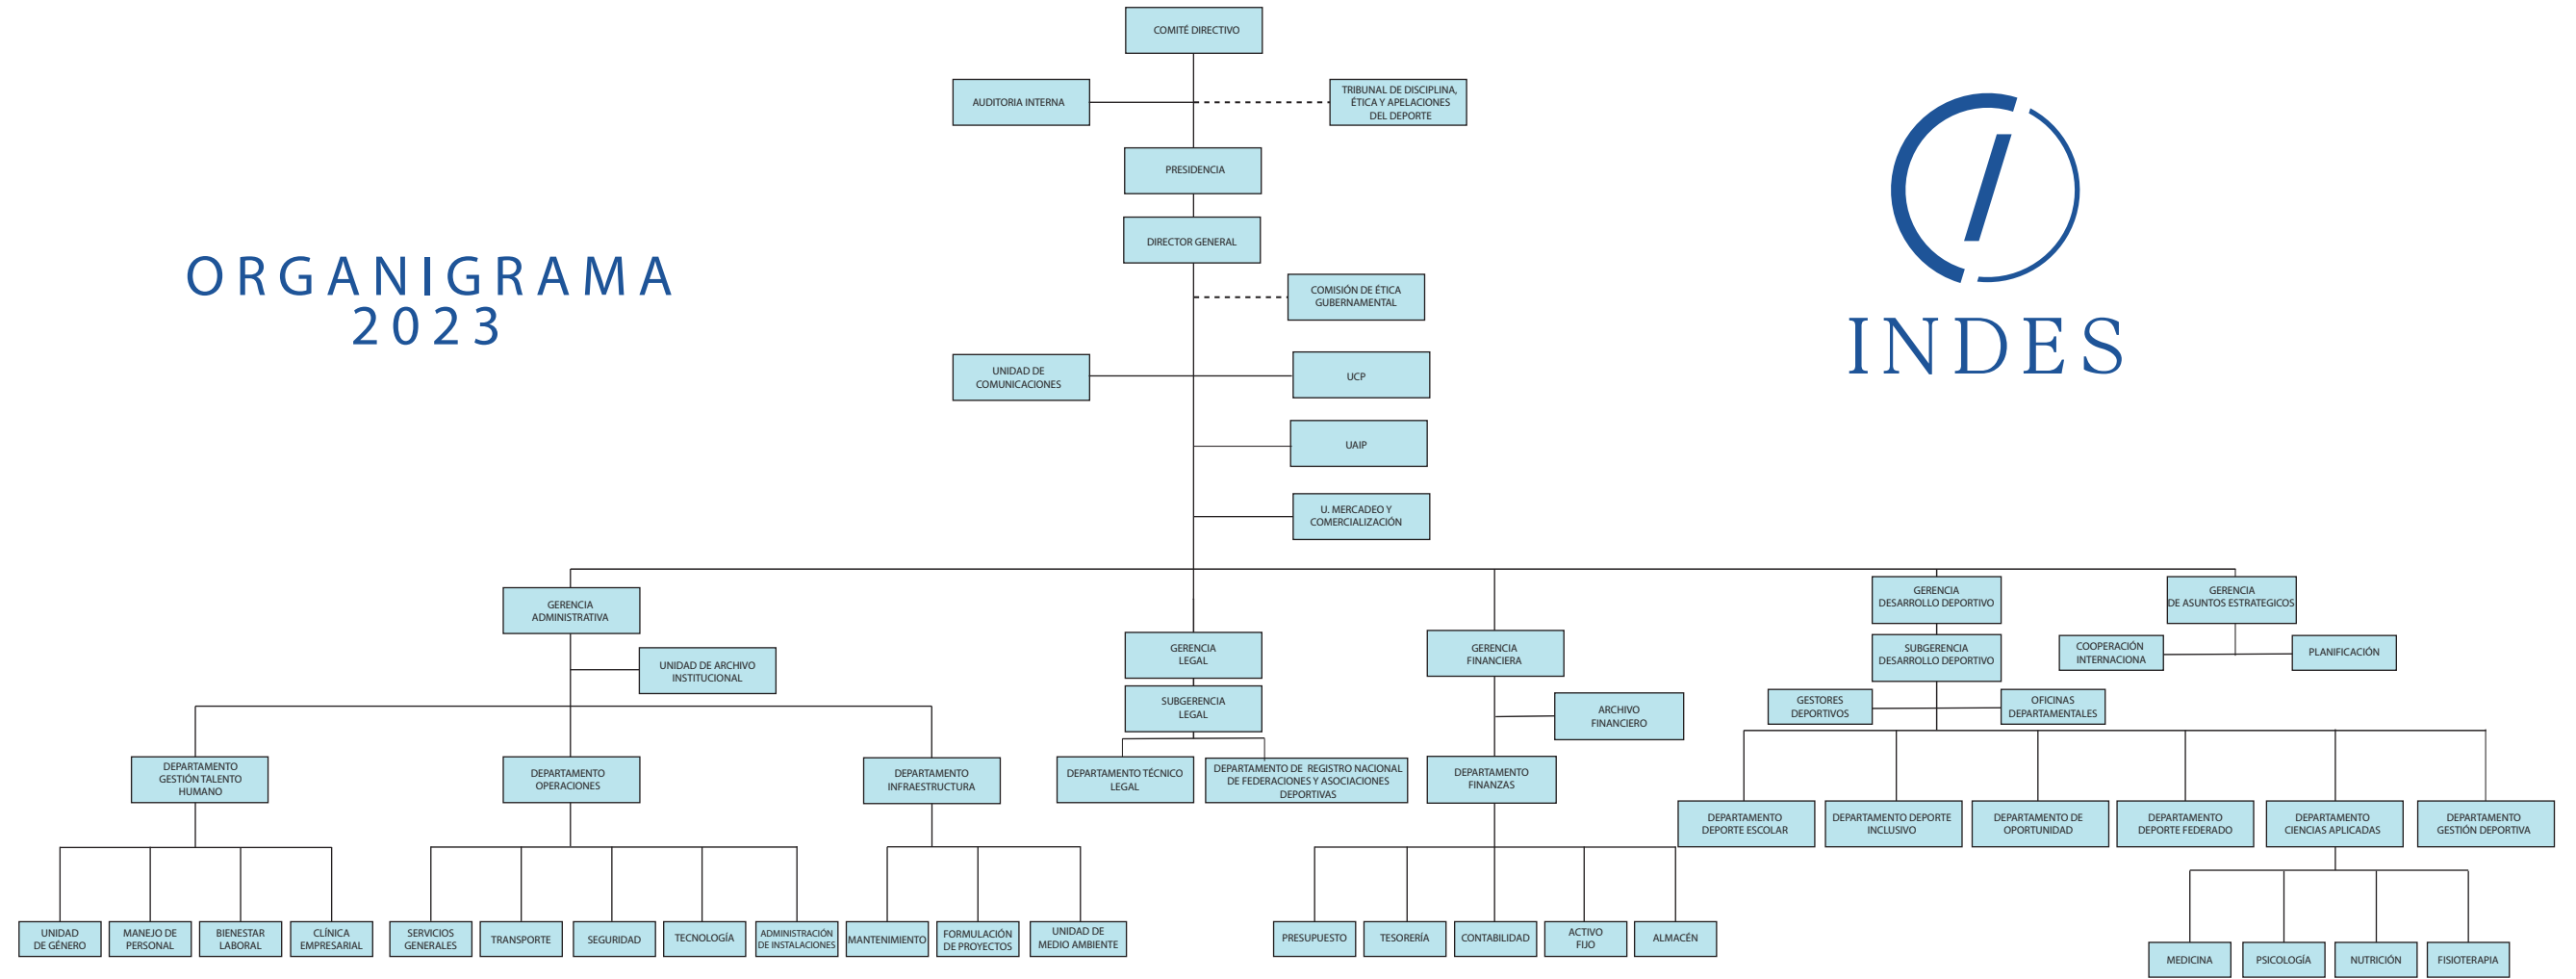 COMITÉ DIRECTIVO
AUDITORIA INTERNA
TRIBUNAL DE DISCIPLINA,
ÉTICA Y APELACIONES
DEL DEPORTE
PRESIDENCIA
DIRECTOR GENERAL
ORGANIGRAMA
2023
INDES
COMISIÓN DE ÉTICA
GUBERNAMENTAL
UNIDAD DE
COMUNICACIONES
UCP
UAIP
U. MERCADEO Y
COMERCIALIZACIÓN
GERENCIA
ADMINISTRATIVA
GERENCIA
DESARROLLO DEPORTIVO
GERENCIA
DE ASUNTOS ESTRATEGICOS
UNIDAD DE ARCHIVO
INSTITUCIONAL
GERENCIA
LEGAL
GERENCIA
FINANCIERA
SUBGERENCIA
DESARROLLO DEPORTIVO
COOPERACIÓN
INTERNACIONA
PLANIFICACIÓN
SUBGERENCIA
LEGAL
ARCHIVO
FINANCIERO
GESTORES
DEPORTIVOS
OFICINAS
DEPARTAMENTALES
DEPARTAMENTO
GESTIÓN TALENTO
HUMANO
DEPARTAMENTO
OPERACIONES
DEPARTAMENTO
INFRAESTRUCTURA
DEPARTAMENTO TÉCNICO
LEGAL
DEPARTAMENTO DE REGISTRO NACIONAL
DE FEDERACIONES Y ASOCIACIONES
DEPORTIVAS
DEPARTAMENTO
FINANZAS
DEPARTAMENTO
DEPORTE ESCOLAR
DEPARTAMENTO DEPORTE
INCLUSIVO
DEPARTAMENTO DE
OPORTUNIDAD
DEPARTAMENTO
DEPORTE FEDERADO
DEPARTAMENTO
CIENCIAS APLICADAS
DEPARTAMENTO
GESTIÓN DEPORTIVA
UNIDAD
DE GÉNERO
MANEJO DE
PERSONAL
BIENESTAR
LABORAL
CLÍNICA
EMPRESARIAL
SERVICIOS
GENERALES
TRANSPORTE
SEGURIDAD
TECNOLOGÍA
ADMINISTRACIÓN
DE INSTALACIONES
MANTENIMIENTO
FORMULACIÓN
DE PROYECTOS
UNIDAD DE
MEDIO AMBIENTE
PRESUPUESTO
TESORERÍA
CONTABILIDAD
ACTIVO
FIJO
ALMACÉN
MEDICINA
PSICOLOGÍA
NUTRICIÓN
FISIOTERAPIA